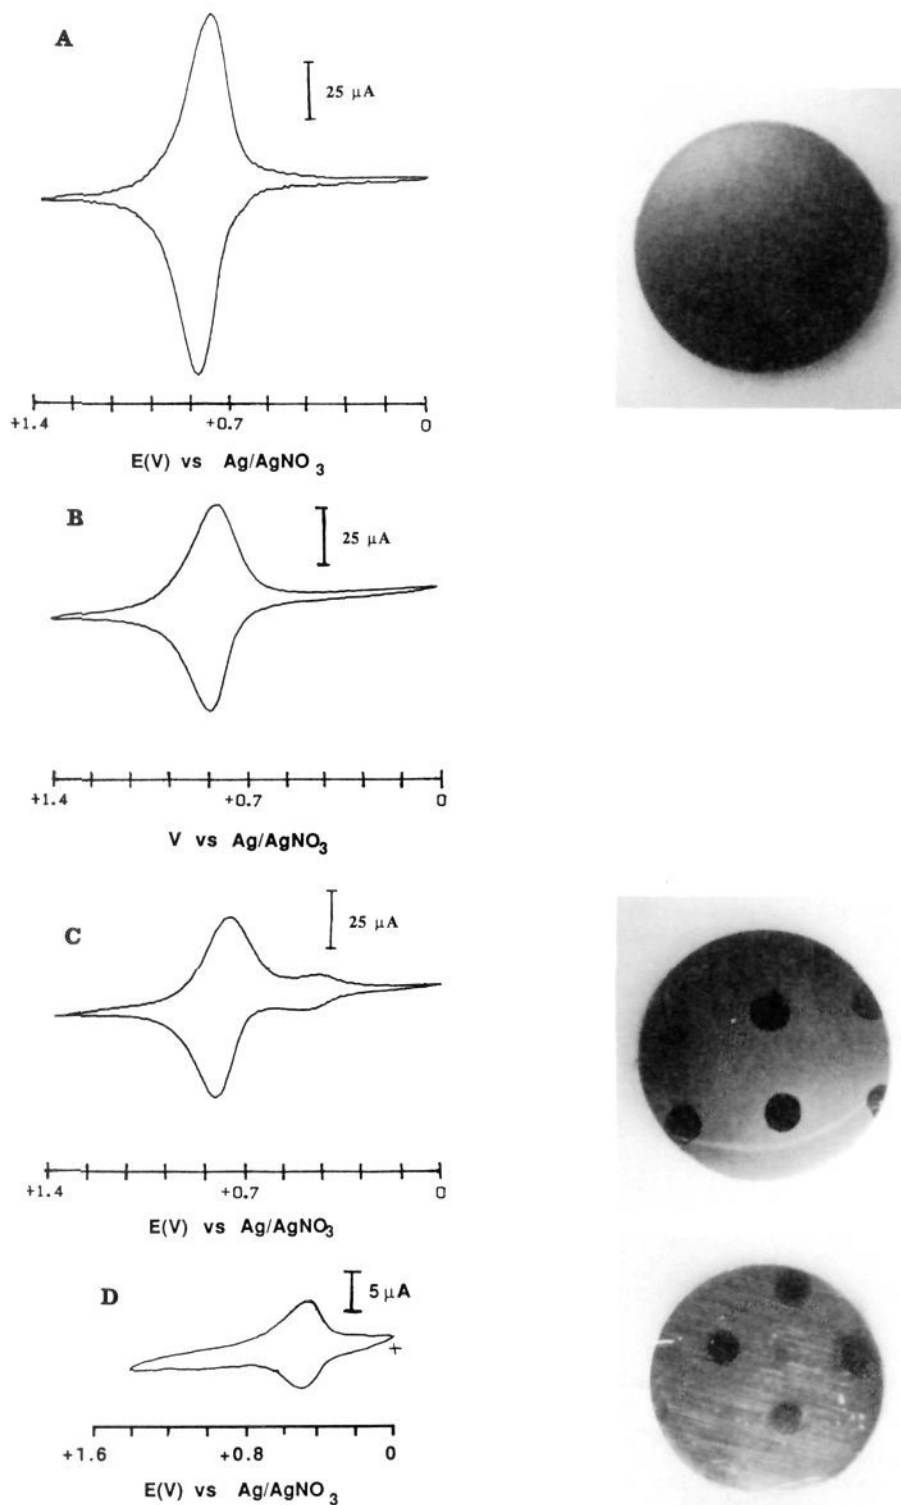 A
25 µA
+1.4 +0.7 0
E(V) vs Ag/AgNO3
B
25 µA
+1.4 +0.7 0
V vs Ag/AgNO3
C
25 µA
+1.4 +0.7 0
E(V) vs Ag/AgNO3
D
5 µA
+
+1.6 +0.8 0
E(V) vs Ag/AgNO3